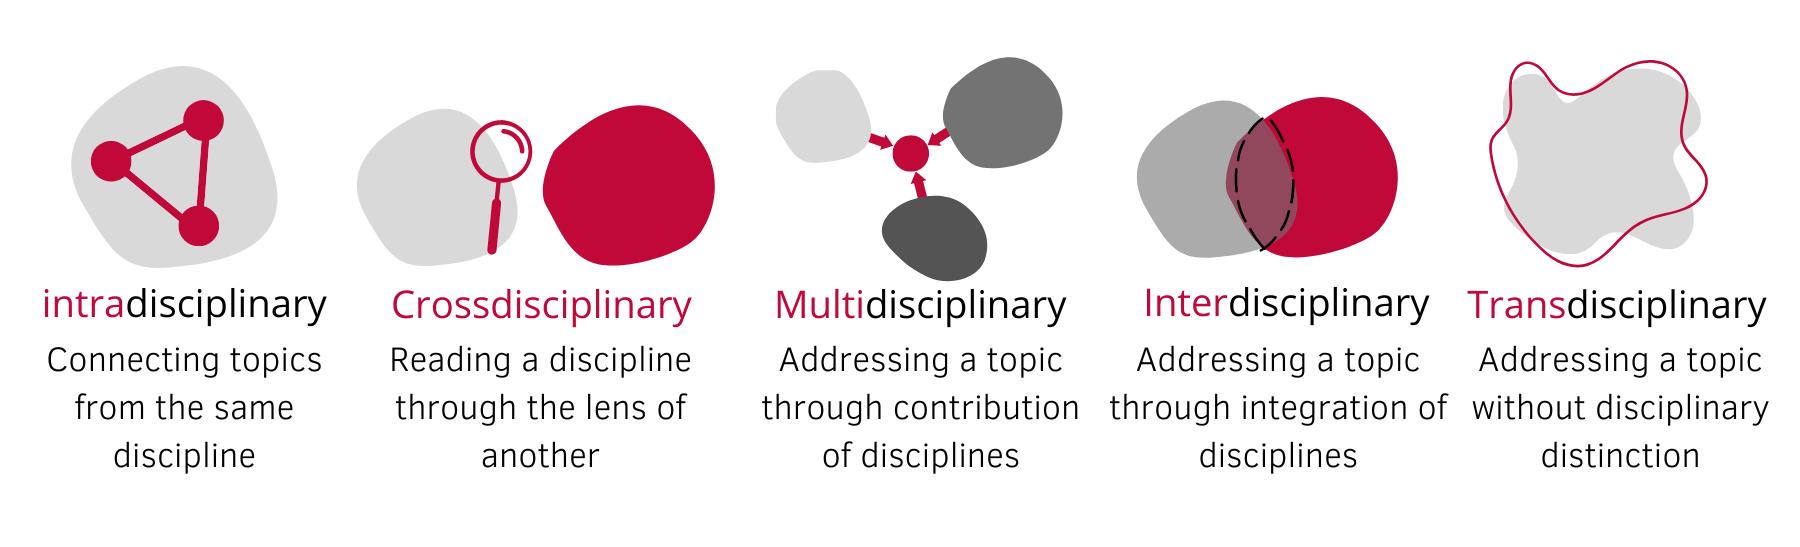 intradisciplinary
Connecting topics
from the same
discipline
Crossdisciplinary
Reading a discipline
through the lens of
another
Multidisciplinary
Addressing a topic
through contribution
of disciplines
Interdisciplinary
Addressing a topic
through integration of
disciplines
Transdisciplinary
Addressing a topic
without disciplinary
distinction